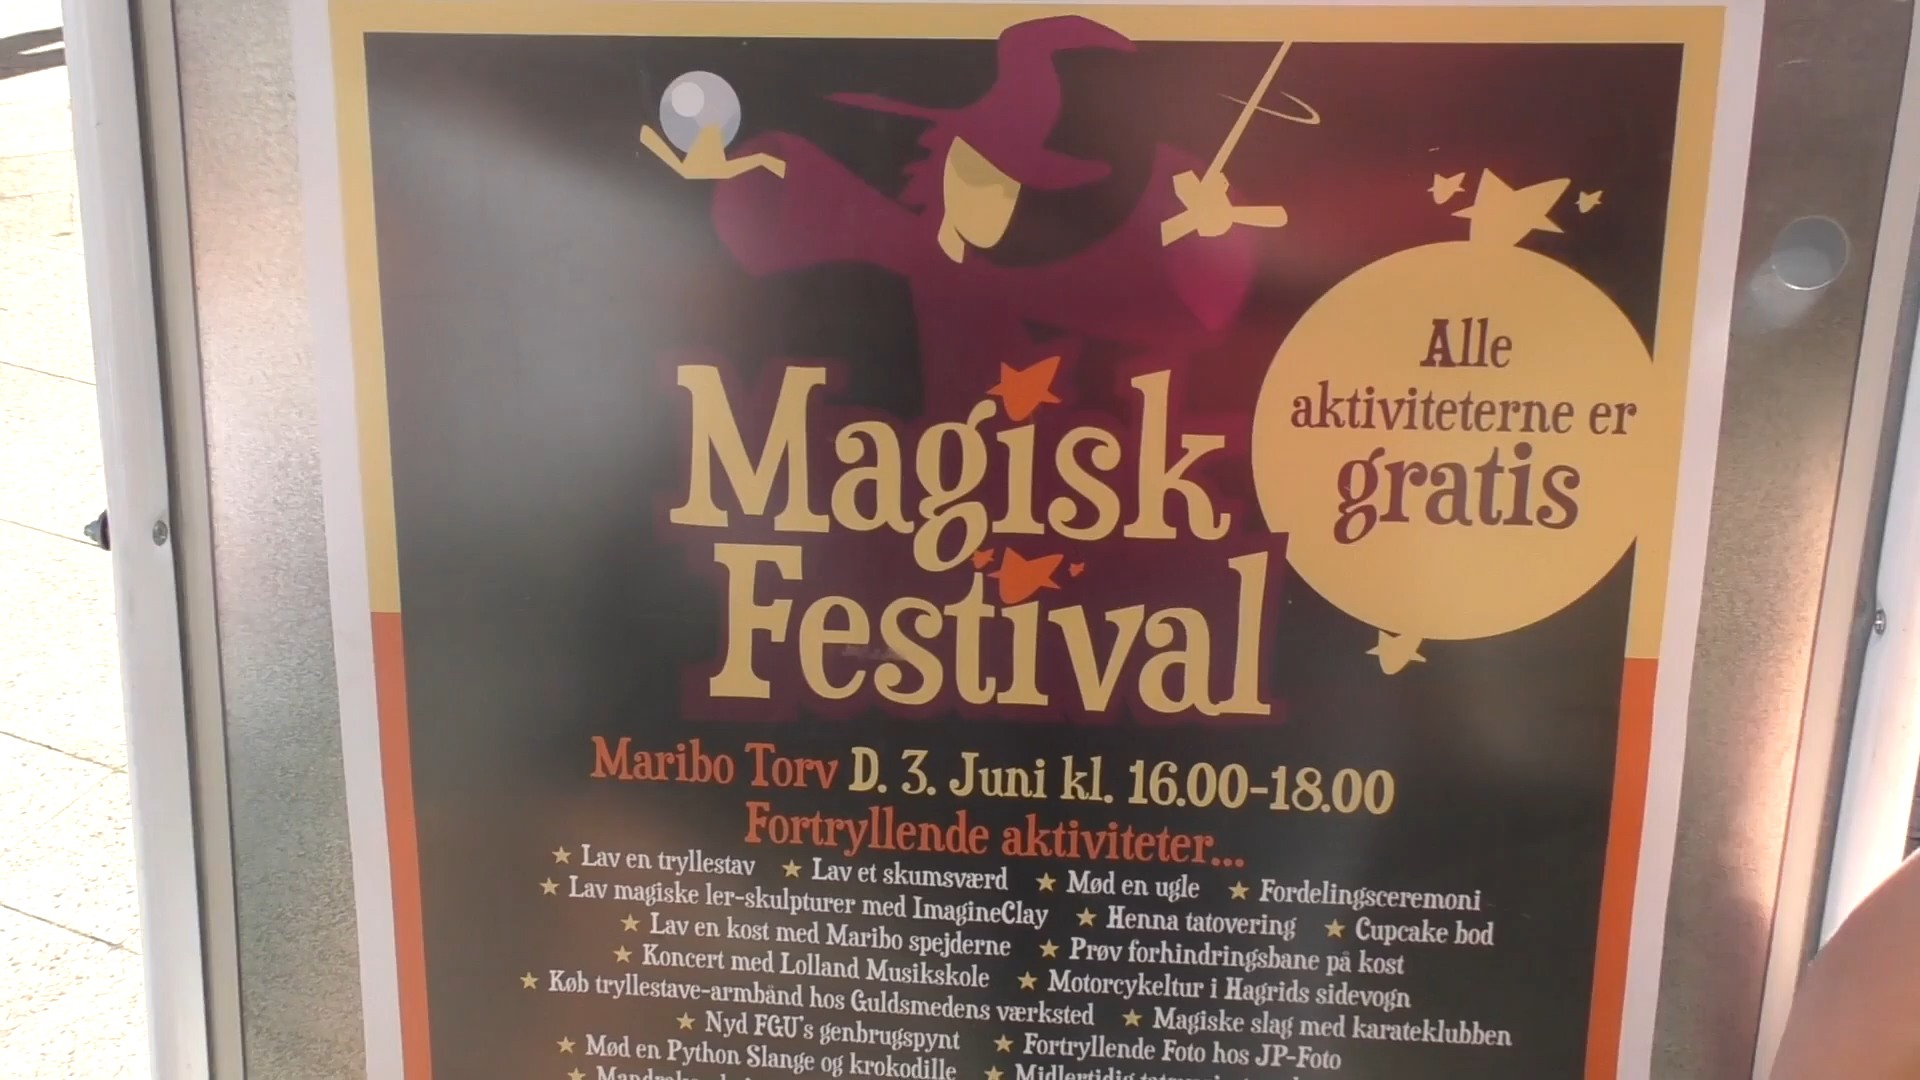 Alle
aktiviteterne er
gratis
Magisk
Festival
Maribo Torv D. 3. Juni kl. 16.00-18.00
Fortryllende aktiviteter...
★ Lav en tryllestav ★ Lav et skumsværd ★ Mød en ugle ★ Fordelingsceremoni
★ Lav magiske ler-skulpturer med ImagineClay ★ Henna tatovering ★ Cupcake bod
★ Lav en kost med Maribo spejderne ★ Prøv forhindringsbane på kost
★ Koncert med Lolland Musikskole ★ Motorcykeltur i Hagrids sidevogn
★ Køb tryllestave-armbånd hos Guldsmedens værksted ★ Magiske slag med karateklubben
★ Nyd FGU's genbrugspynt ★ Fortryllende Foto hos JP-Foto
★ Mød en Python Slange og krokodille ★ Midlertidig